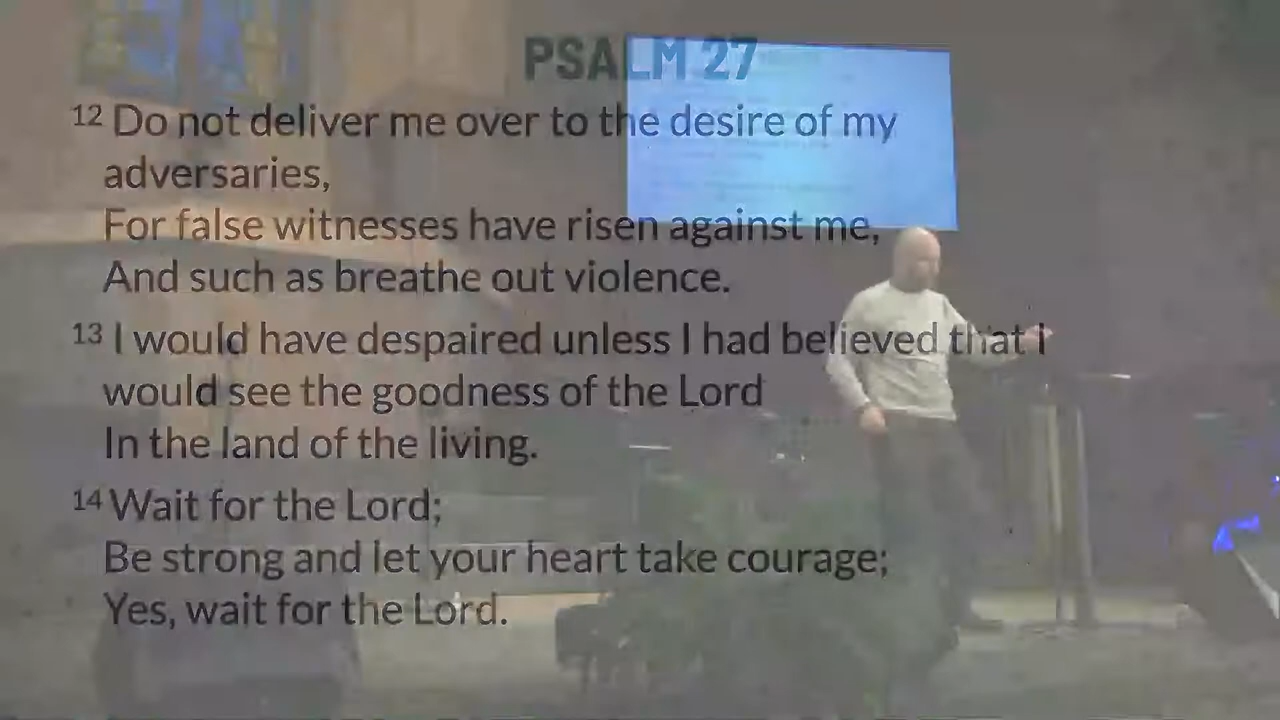 PSALM 27
12 Do not deliver me over to the desire of my
adversaries,
For false witnesses have risen against me,
And such as breathe out violence.
13 I would have despaired unless I had believed that I
would see the goodness of the Lord
In the land of the living.
14 Wait for the Lord;
Be strong and let your heart take courage;
Yes, wait for the Lord.